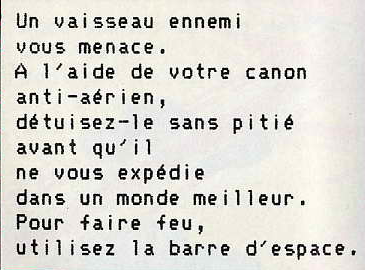 Un vaisseau ennemi
vous menace.
A l'aide de votre canon
anti-aérien,
détuisez-le sans pitié
avant qu'il
ne vous expédie
dans un monde meilleur.
Pour faire feu,
utilisez la barre d'espace.